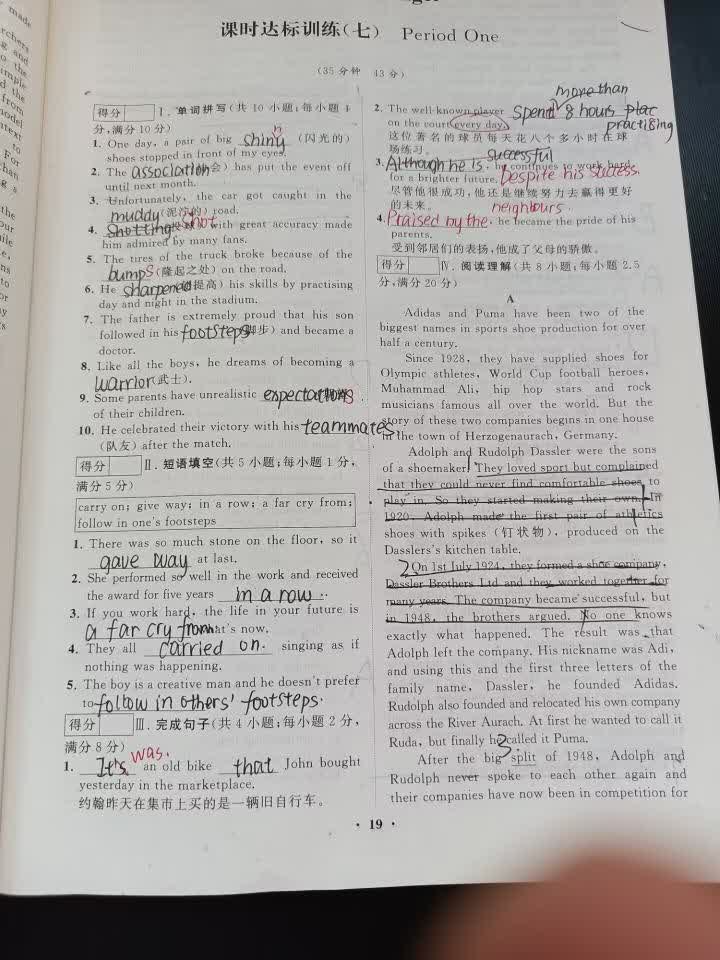 课时达标训练(七) Period One
(35分钟 43分)
得分 Ⅰ. 单词拼写(共10小题;每小题1
分,满分10分)
1. One day, a pair of big shiny (闪光的)
shoes stopped in front of my eyes.
2. The association 会) has put the event off
until next month.
3. Unfortunately, the car got caught in the
muddy (泥泞的) road.
4. Shotting Shot with great accuracy made
him admired by many fans.
5. The tires of the truck broke because of the
bumps (隆起之处) on the road.
6. He sharpened 提高) his skills by practising
day and night in the stadium.
7. The father is extremely proud that his son
followed in his footsteps 脚步) and became a
doctor.
8. Like all the boys, he dreams of becoming a
warrior (武士).
9. Some parents have unrealistic expectations
of their children.
10. He celebrated their victory with his teammates
(队友) after the match.
得分 Ⅱ. 短语填空(共5小题;每小题1分,
满分5分)
carry on; give way; in a row; a far cry from;
follow in one's footsteps
1. There was so much stone on the floor, so it
gave way at last.
2. She performed so well in the work and received
the award for five years in a row.
3. If you work hard, the life in your future is
a far cry from what's now.
4. They all carried on. singing as if
nothing was happening.
5. The boy is a creative man and he doesn't prefer
to follow in others' footsteps.
得分 Ⅲ. 完成句子(共4小题;每小题2分,
满分8分)
was.
1. It's an old bike that John bought
yesterday in the marketplace.
约翰昨天在集市上买的是一辆旧自行车。
more than
2. The well-known player spend 8 hours plac
on the court every day. practising
这位著名的球员每天花八个多小时在球
场练习。
successful
3. Although he is, he continues to work hard
for a brighter future. Despite his success.
尽管他很成功,他还是继续努力去赢得更好
的未来。
neighbours.
4. Praised by the, he became the pride of his
parents.
受到邻居们的表扬,他成了父母的骄傲。
得分 Ⅳ. 阅读理解(共8小题;每小题2.5
分,满分20分)
A
Adidas and Puma have been two of the
biggest names in sports shoe production for over
half a century.
Since 1928, they have supplied shoes for
Olympic athletes, World Cup football heroes,
Muhammad Ali, hip hop stars and rock
musicians famous all over the world. But the
story of these two companies begins in one house
in the town of Herzogenaurach, Germany.
Adolph and Rudolph Dassler were the sons
of a shoemaker. They loved sport but complained
that they could never find comfortable shoes to
play in. So they started making their own. In
1920, Adolph made the first pair of athletics
shoes with spikes (钉状物), produced on the
Dasslers's kitchen table.
On 1st July 1924, they formed a shoe company,
Dassler Brothers Ltd and they worked together for
many years. The company became successful, but
in 1948, the brothers argued. No one knows
exactly what happened. The result was that
Adolph left the company. His nickname was Adi,
and using this and the first three letters of the
family name, Dassler, he founded Adidas.
Rudolph also founded and relocated his own company
across the River Aurach. At first he wanted to call it
Ruda, but finally he called it Puma.
After the big split of 1948, Adolph and
Rudolph never spoke to each other again and
their companies have now been in competition for
• 19 •